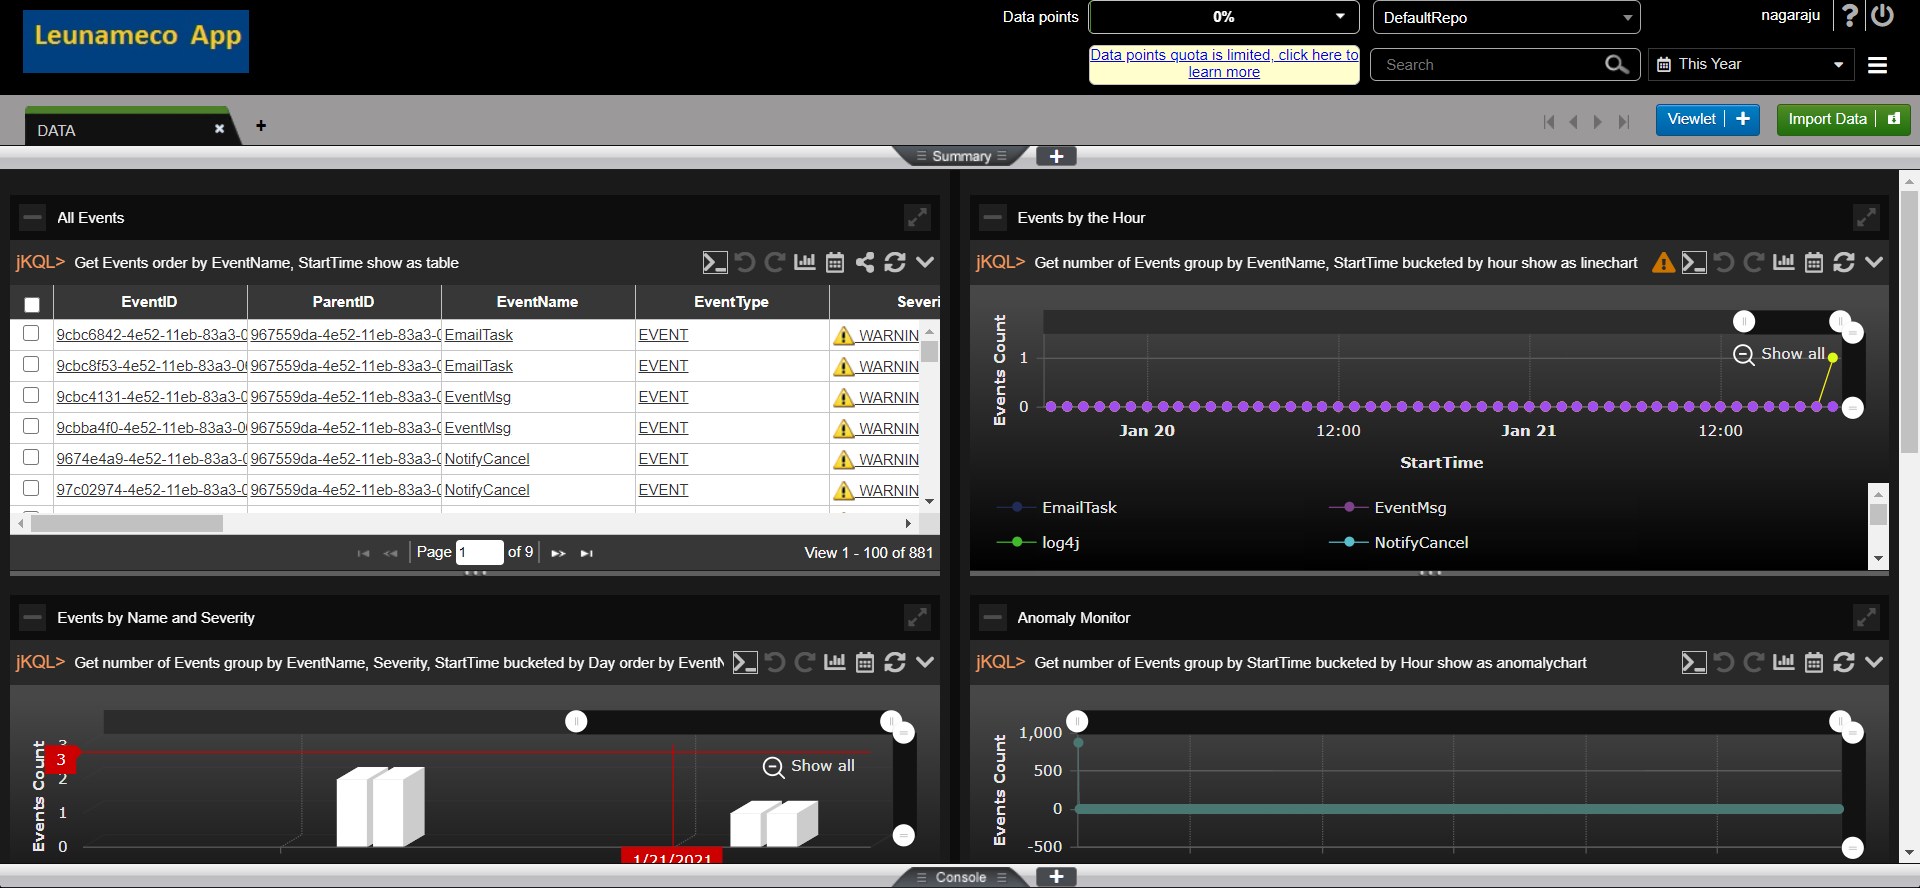 Leunameco App
Data points
0%
DefaultRepo
nagaraju
?
Data points quota is limited, click here to
learn more
Search
This Year
DATA
Viewlet
Import Data
Summary
All Events
jKQL> Get Events order by EventName, StartTime show as table
EventID ParentID EventName EventType Severi
9cbc6842-4e52-11eb-83a3-0 967559da-4e52-11eb-83a3-0 EmailTask EVENT WARNIN
9cbc8f53-4e52-11eb-83a3-00 967559da-4e52-11eb-83a3-0 EmailTask EVENT WARNIN
9cbc4131-4e52-11eb-83a3-0 967559da-4e52-11eb-83a3-0 EventMsg EVENT WARNIN
9cbba4f0-4e52-11eb-83a3-00 967559da-4e52-11eb-83a3-0 EventMsg EVENT WARNIN
9674e4a9-4e52-11eb-83a3-0 967559da-4e52-11eb-83a3-0 NotifyCancel EVENT WARNIN
97c02974-4e52-11eb-83a3-0 967559da-4e52-11eb-83a3-0 NotifyCancel EVENT WARNIN
Page 1 of 9
View 1 - 100 of 881
Events by the Hour
jKQL> Get number of Events group by EventName, StartTime bucketed by hour show as linechart
Events Count
1
0
Show all
Jan 20 12:00 Jan 21 12:00
StartTime
EmailTask
EventMsg
log4j
NotifyCancel
Events by Name and Severity
jKQL> Get number of Events group by EventName, Severity, StartTime bucketed by Day order by EventN
Events Count
3
3
2
1
0
Show all
1/21/2021
Anomaly Monitor
jKQL> Get number of Events group by StartTime bucketed by Hour show as anomalychart
Events Count
1,000
500
0
-500
Console